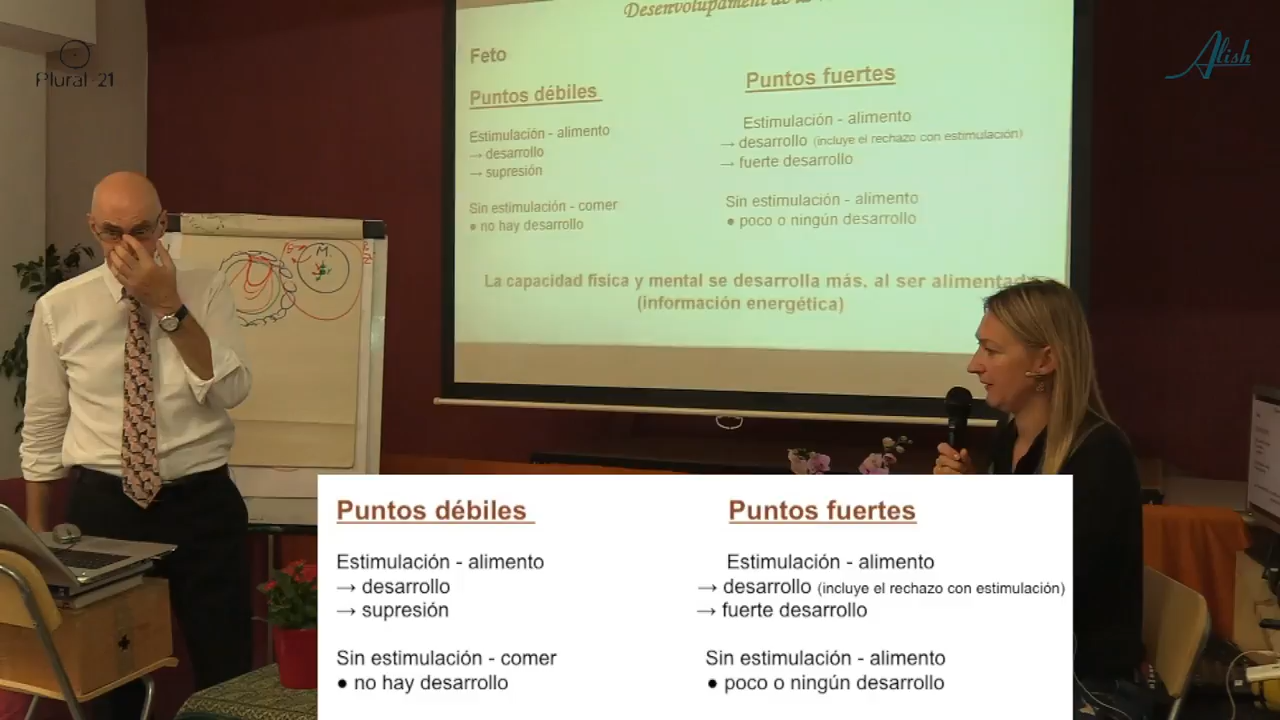 Desenvolupament de la
Plural-21
Alish
Feto
Puntos débiles
Estimulación - alimento
→ desarrollo
→ supresión
Sin estimulación - comer
• no hay desarrollo
Puntos fuertes
Estimulación - alimento
→ desarrollo (incluye el rechazo con estimulación)
→ fuerte desarrollo
Sin estimulación - alimento
• poco o ningún desarrollo
La capacidad física y mental se desarrolla más, al ser
(información energética)
M.
Puntos débiles
Estimulación - alimento
→ desarrollo
→ supresión
Sin estimulación - comer
● no hay desarrollo
Puntos fuertes
Estimulación - alimento
→ desarrollo (incluye el rechazo con estimulación)
→ fuerte desarrollo
Sin estimulación - alimento
● poco o ningún desarrollo